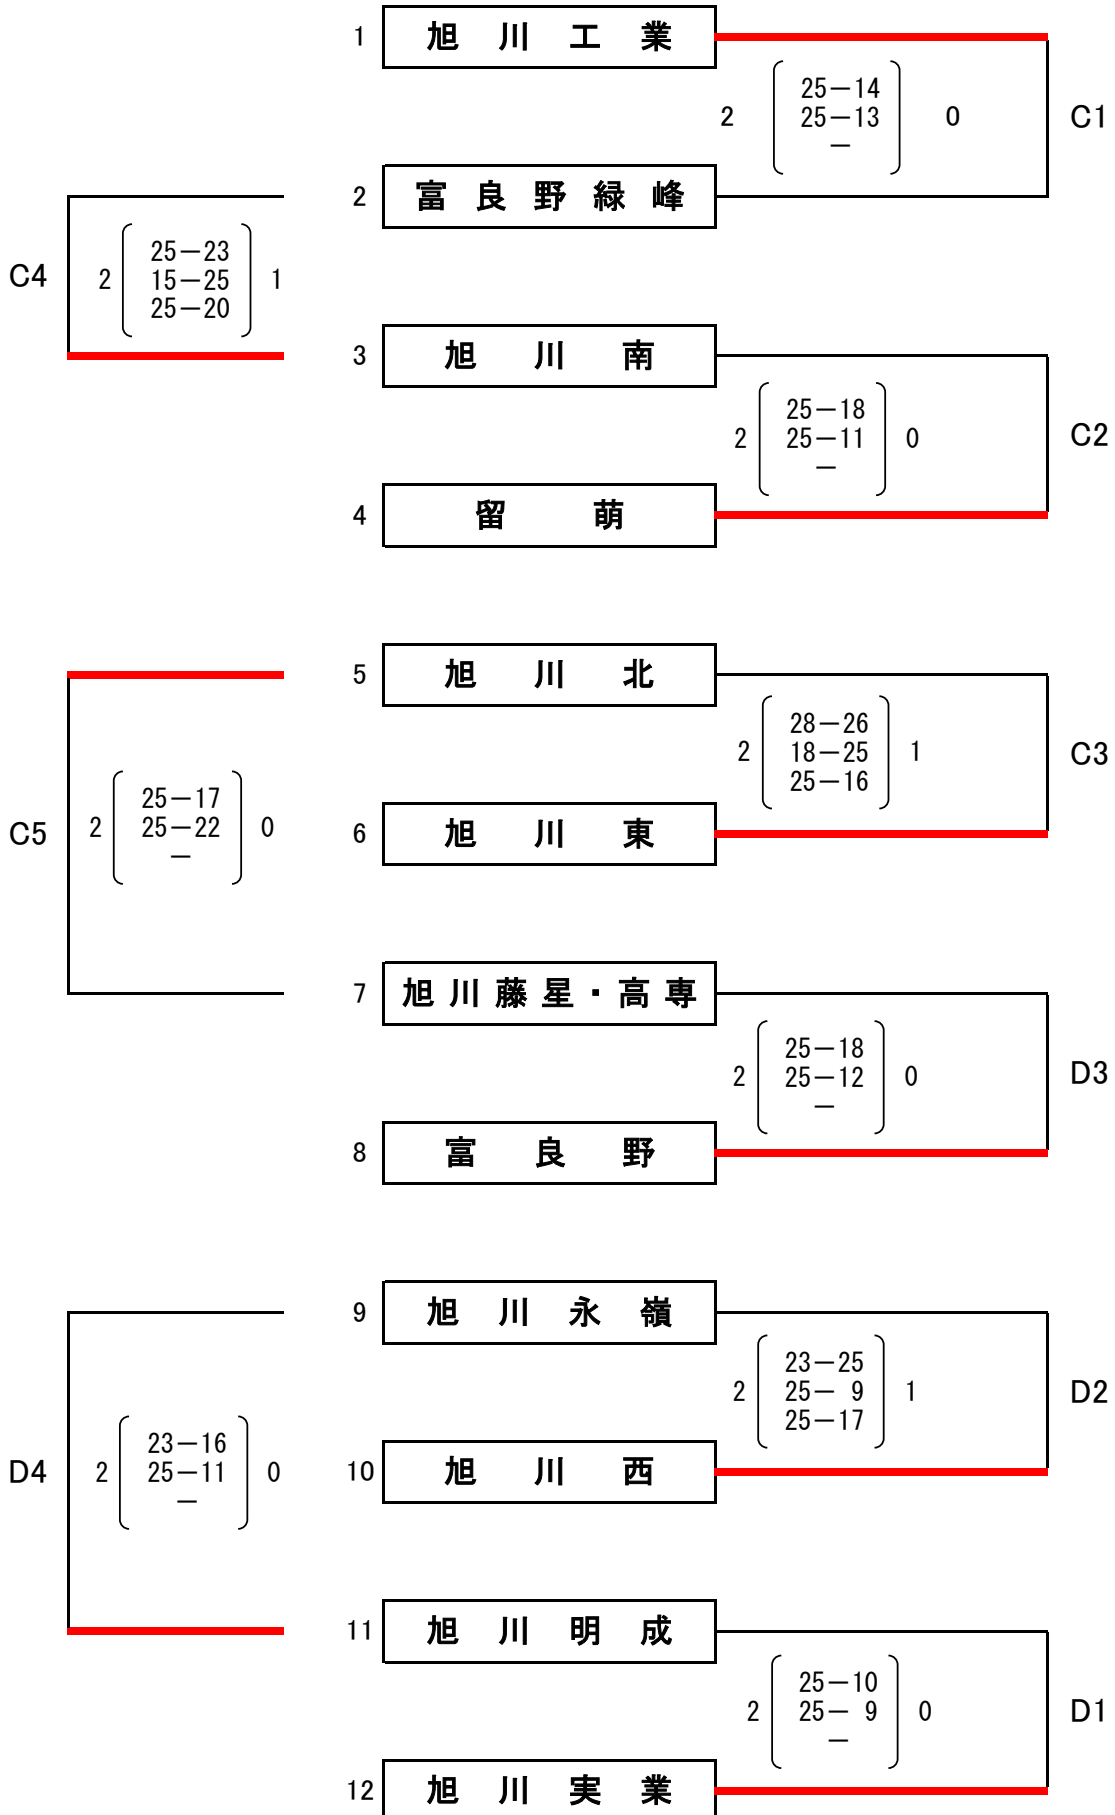 1 旭川工業
2 25－14 0 C1
25－13
－
2 富良野緑峰
C4 2 25－23 1
15－25
25－20
3 旭川南
2 25－18 0 C2
25－11
－
4 留萌
5 旭川北
2 28－26 1 C3
18－25
25－16
C5 2 25－17 0
25－22
－
6 旭川東
7 旭川藤星・高専
2 25－18 0 D3
25－12
－
8 富良野
9 旭川永嶺
2 23－25 1 D2
25－ 9
25－17
D4 2 23－16 0
25－11
－
10 旭川西
11 旭川明成
2 25－10 0 D1
25－ 9
－
12 旭川実業